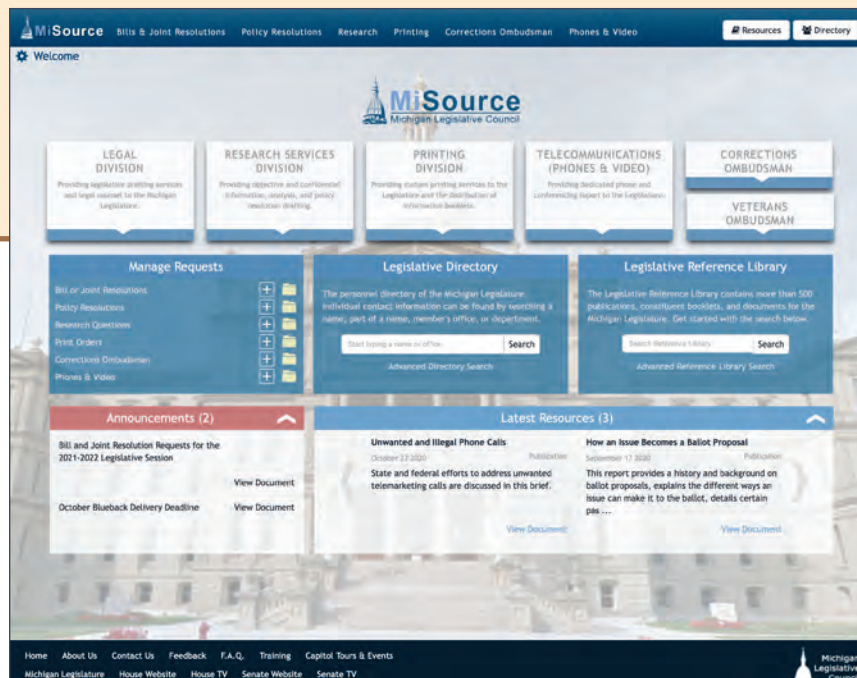 MiSource Bills & Joint Resolutions Policy Resolutions Research Printing Corrections Ombudsman Phones & Video Resources Directory
Welcome
MiSource
Michigan Legislative Council
LEGAL
DIVISION
Providing legislative drafting services
and legal counsel to the Michigan
Legislature.
RESEARCH SERVICES
DIVISION
Providing objective and confidential
information, analysis, and policy
resolution drafting.
PRINTING
DIVISION
Providing custom printing services to the
Legislature and the distribution of
information booklets.
TELECOMMUNICATIONS
(PHONES & VIDEO)
Providing dedicated phone and
conferencing support to the Legislature.
CORRECTIONS
OMBUDSMAN
VETERANS
OMBUDSMAN
Manage Requests
Bill or Joint Resolutions
Policy Resolutions
Research Questions
Print Orders
Corrections Ombudsman
Phones & Video
Legislative Directory
The personnel directory of the Michigan Legislature.
Individual contact information can be found by searching a
name, part of a name, member's office, or department.
Start typing a name or office Search
Advanced Directory Search
Legislative Reference Library
The Legislative Reference Library contains more than 500
publications, constituent booklets, and documents for the
Michigan Legislature. Get started with the search below.
Search Reference Library Search
Advanced Reference Library Search
Announcements (2)
Bill and Joint Resolution Requests for the
2021-2022 Legislative Session
View Document
October Blueback Delivery Deadline View Document
Latest Resources (3)
Unwanted and Illegal Phone Calls
October 27 2020 Publication
State and federal efforts to address unwanted
telemarketing calls are discussed in this brief.
View Document
How an Issue Becomes a Ballot Proposal
September 17 2020 Publication
This report provides a history and background on
ballot proposals, explains the different ways an
issue can make it to the ballot, details certain
pas ...
View Document
Home About Us Contact Us Feedback F.A.Q. Training Capitol Tours & Events
Michigan Legislature House Website House TV Senate Website Senate TV
Michigan
Legislative
Council